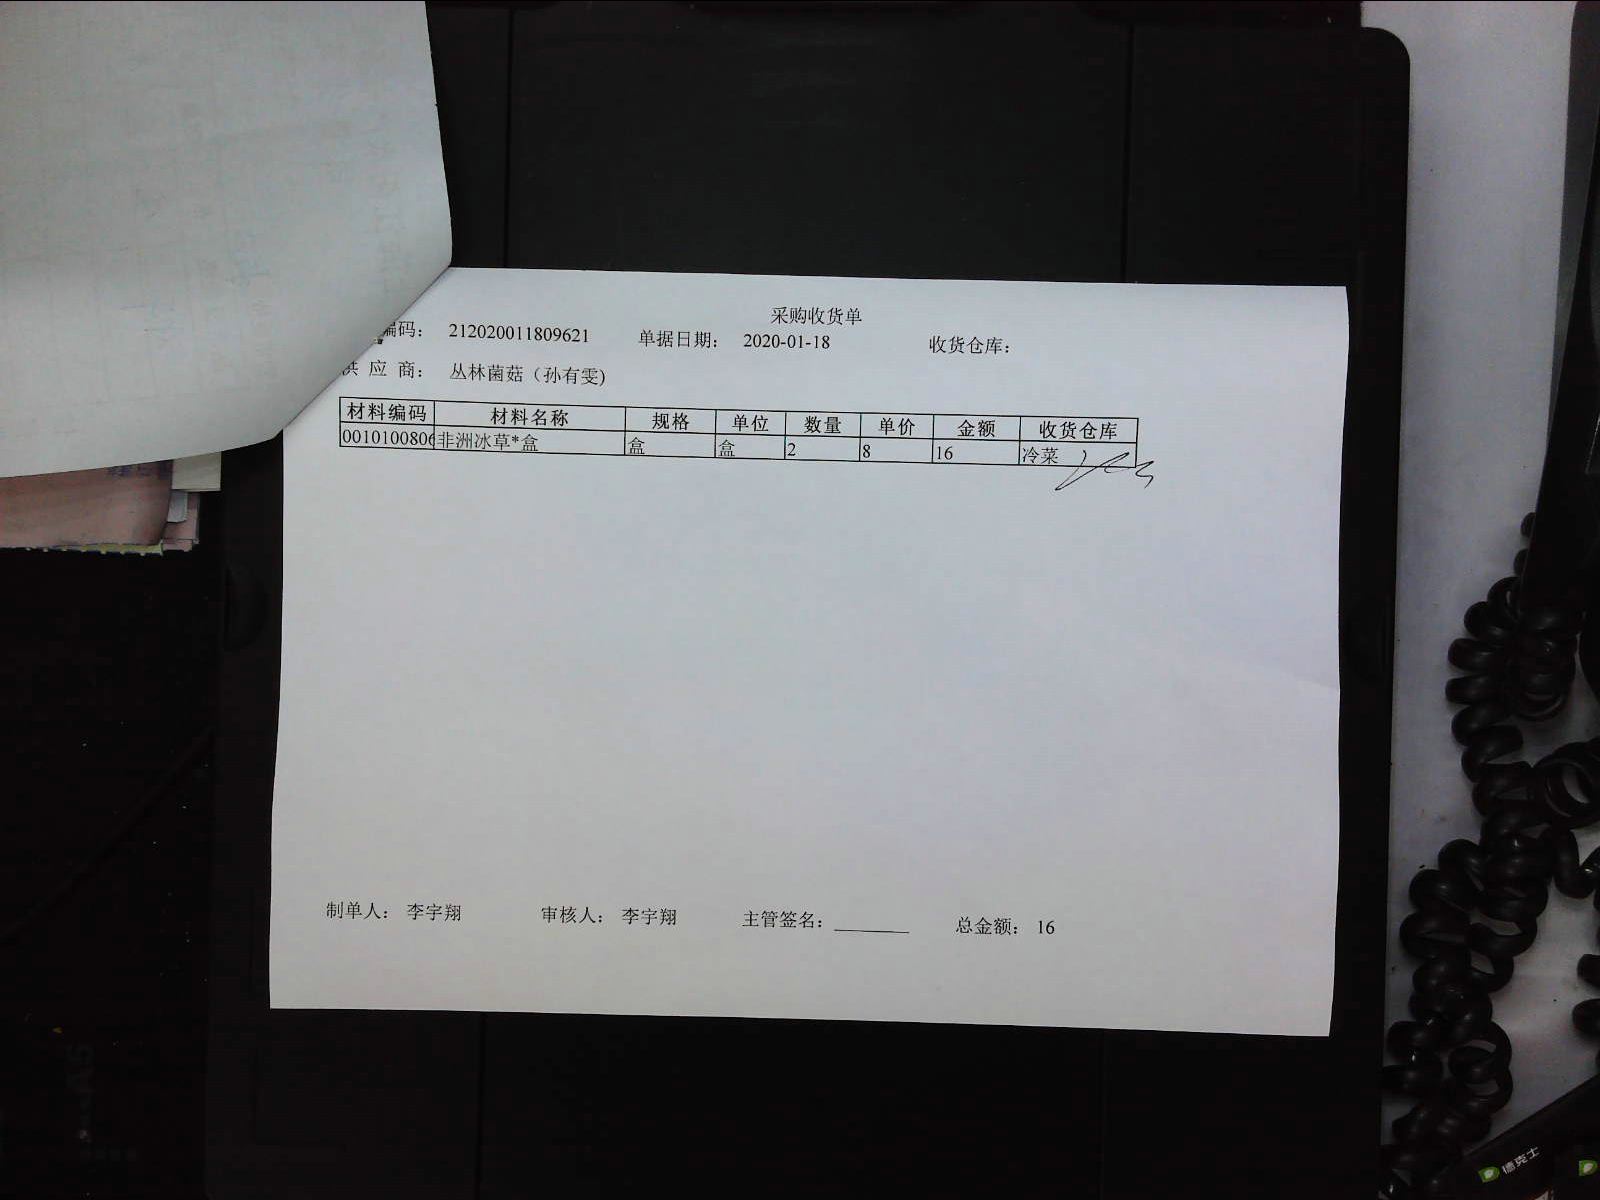 采购收货单
编码： 212020011809621 单据日期： 2020-01-18 收货仓库：
供 应 商： 丛林菌菇（孙有雯)
材料编码 材料名称 规格 单位 数量 单价 金额 收货仓库
0010100806 非洲冰草*盒 盒 盒 2 8 16 冷菜
制单人： 李宇翔 审核人： 李宇翔 主管签名： 总金额： 16
德克士